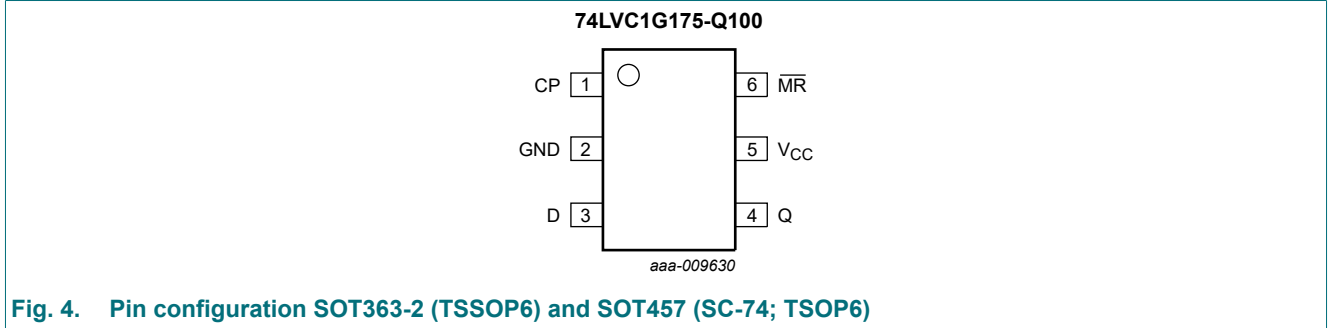 74LVC1G175-Q100
CP 1 6 M̅R̅
GND 2 5 VCC
D 3 4 Q
aaa-009630
Fig. 4. Pin configuration SOT363-2 (TSSOP6) and SOT457 (SC-74; TSOP6)